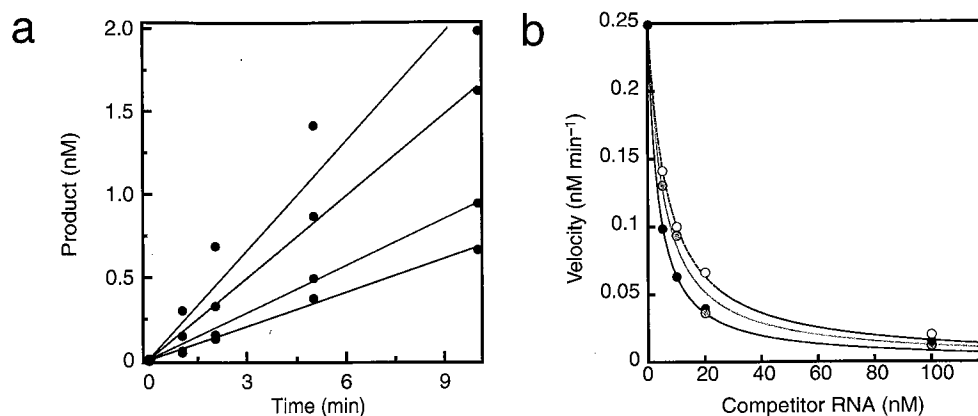 a
2.0
1.5
1.0
0.5
0
0 3 6 9
Product (nM)
Time (min)
b
0.25
0.2
0.15
0.1
0.05
0
0 20 40 60 80 100
Velocity (nM min⁻¹)
Competitor RNA (nM)